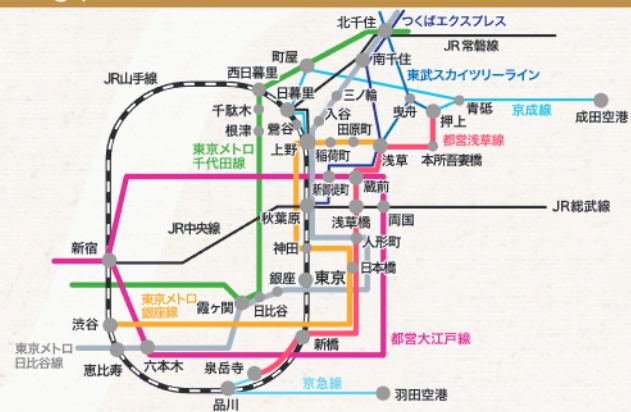 北千住
つくばエクスプレス
JR常磐線
町屋
南千住
東武スカイツリーライン
JR山手線
西日暮里
日暮里
三ノ輪
青砥
京成線
成田空港
千駄木
鶯谷
入谷
曳舟
押上
根津
田原町
都営浅草線
上野
稲荷町
浅草
本所吾妻橋
東京メトロ
千代田線
新御徒町
蔵前
秋葉原
浅草橋
両国
JR総武線
JR中央線
新宿
神田
人形町
日本橋
銀座
東京
東京メトロ
銀座線
霞ヶ関
日比谷
渋谷
新橋
都営大江戸線
東京メトロ
日比谷線
恵比寿
六本木
泉岳寺
京急線
羽田空港
品川